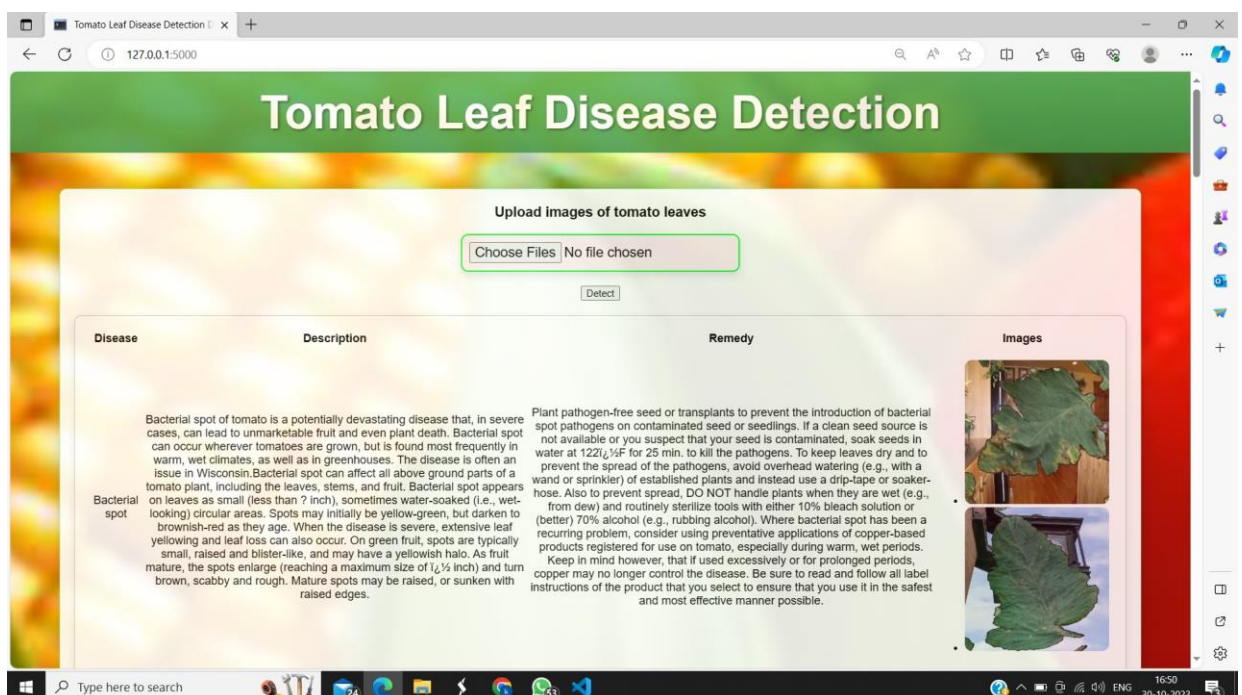 Tomato Leaf Disease Detection
127.0.0.1:5000
Tomato Leaf Disease Detection
Upload images of tomato leaves
Choose Files No file chosen
Detect
Disease Description Remedy Images
Bacterial spot of tomato is a potentially devastating disease that, in severe
cases, can lead to unmarketable fruit and even plant death. Bacterial spot
can occur wherever tomatoes are grown, but is found most frequently in
warm, wet climates, as well as in greenhouses. The disease is often an
issue in Wisconsin.Bacterial spot can affect all above ground parts of a
tomato plant, including the leaves, stems, and fruit. Bacterial spot appears
on leaves as small (less than ? inch), sometimes water-soaked (i.e., wet-
looking) circular areas. Spots may initially be yellow-green, but darken to
brownish-red as they age. When the disease is severe, extensive leaf
yellowing and leaf loss can also occur. On green fruit, spots are typically
small, raised and blister-like, and may have a yellowish halo. As fruit
mature, the spots enlarge (reaching a maximum size of ï¿½ inch) and turn
brown, scabby and rough. Mature spots may be raised, or sunken with
raised edges.
Bacterial
spot
Plant pathogen-free seed or transplants to prevent the introduction of bacterial
spot pathogens on contaminated seed or seedlings. If a clean seed source is
not available or you suspect that your seed is contaminated, soak seeds in
water at 122ï¿½F for 25 min. to kill the pathogens. To keep leaves dry and to
prevent the spread of the pathogens, avoid overhead watering (e.g., with a
wand or sprinkler) of established plants and instead use a drip-tape or soaker-
hose. Also to prevent spread, DO NOT handle plants when they are wet (e.g.,
from dew) and routinely sterilize tools with either 10% bleach solution or
(better) 70% alcohol (e.g., rubbing alcohol). Where bacterial spot has been a
recurring problem, consider using preventative applications of copper-based
products registered for use on tomato, especially during warm, wet periods.
Keep in mind however, that if used excessively or for prolonged periods,
copper may no longer control the disease. Be sure to read and follow all label
instructions of the product that you select to ensure that you use it in the safest
and most effective manner possible.
Type here to search
24
53
ENG
16:50